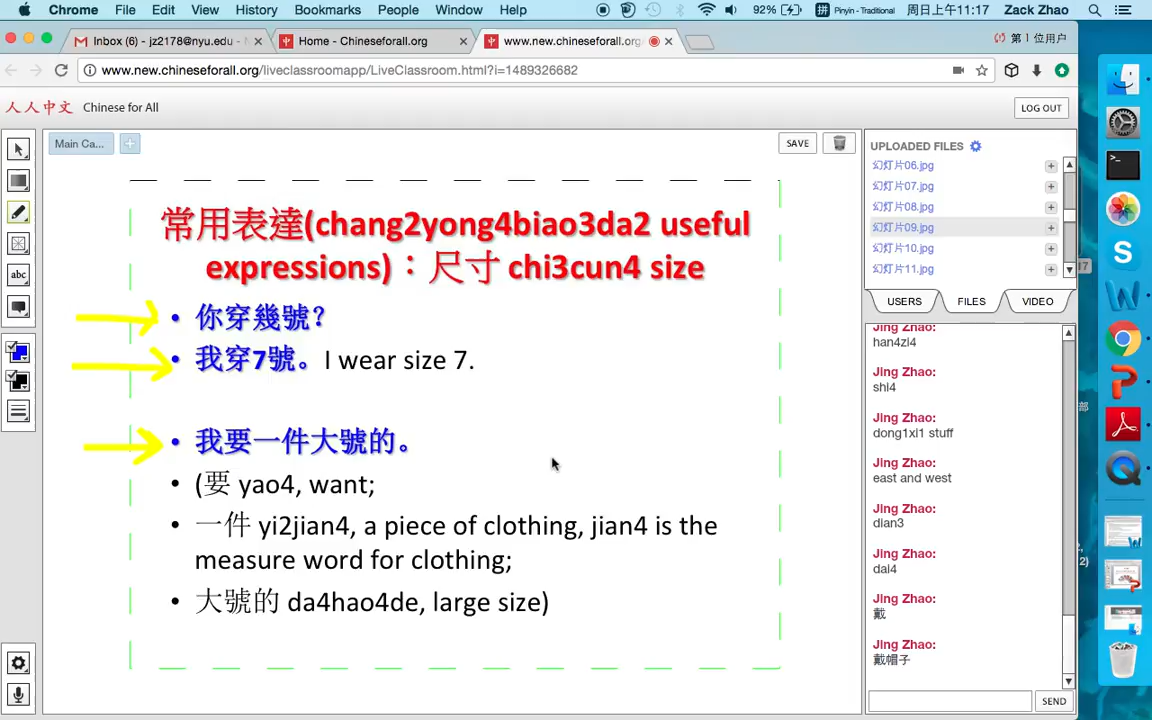 Chrome File Edit View History Bookmarks People Window Help 92% Pinyin - Traditional 周日上午11:17 Zack Zhao
Inbox (6) - jz2178@nyu.edu - Home - Chineseforall.org www.new.chineseforall.org 第 1 位用户
www.new.chineseforall.org/liveclassroomapp/LiveClassroom.html?i=1489326682
人人中文 Chinese for All LOG OUT
Main Ca... SAVE
常用表達(chang2yong4biao3da2 useful
expressions)：尺寸 chi3cun4 size
• 你穿幾號?
• 我穿7號。I wear size 7.
• 我要一件大號的。
• (要 yao4, want;
• 一件 yi2jian4, a piece of clothing, jian4 is the
measure word for clothing;
• 大號的 da4hao4de, large size)
abc
UPLOADED FILES
幻灯片06.jpg
幻灯片07.jpg
幻灯片08.jpg
幻灯片09.jpg
幻灯片10.jpg
幻灯片11.jpg
USERS FILES VIDEO
Jing Zhao:
han4zi4
Jing Zhao:
shi4
Jing Zhao:
dong1xi1 stuff
Jing Zhao:
east and west
Jing Zhao:
dian3
Jing Zhao:
dai4
Jing Zhao:
戴
Jing Zhao:
戴帽子
SEND